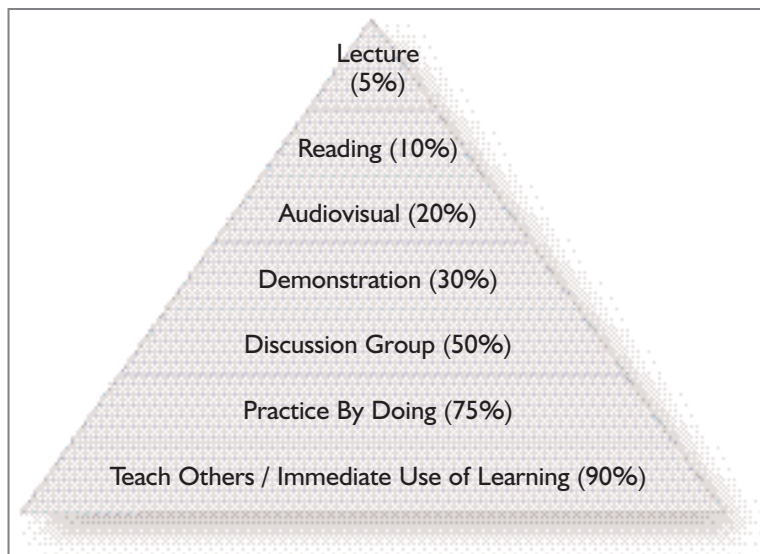 Lecture
(5%)
Reading (10%)
Audiovisual (20%)
Demonstration (30%)
Discussion Group (50%)
Practice By Doing (75%)
Teach Others / Immediate Use of Learning (90%)